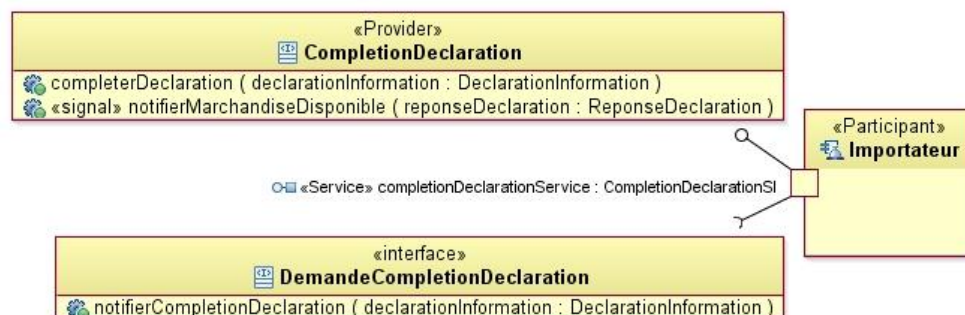 «Provider»
CompletionDeclaration
completerDeclaration ( declarationInformation : DeclarationInformation )
«signal» notifierMarchandiseDisponible ( reponseDeclaration : ReponseDeclaration )
«Participant»
Importateur
«Service» completionDeclarationService : CompletionDeclarationSI
«interface»
DemandeCompletionDeclaration
notifierCompletionDeclaration ( declarationInformation : DeclarationInformation )